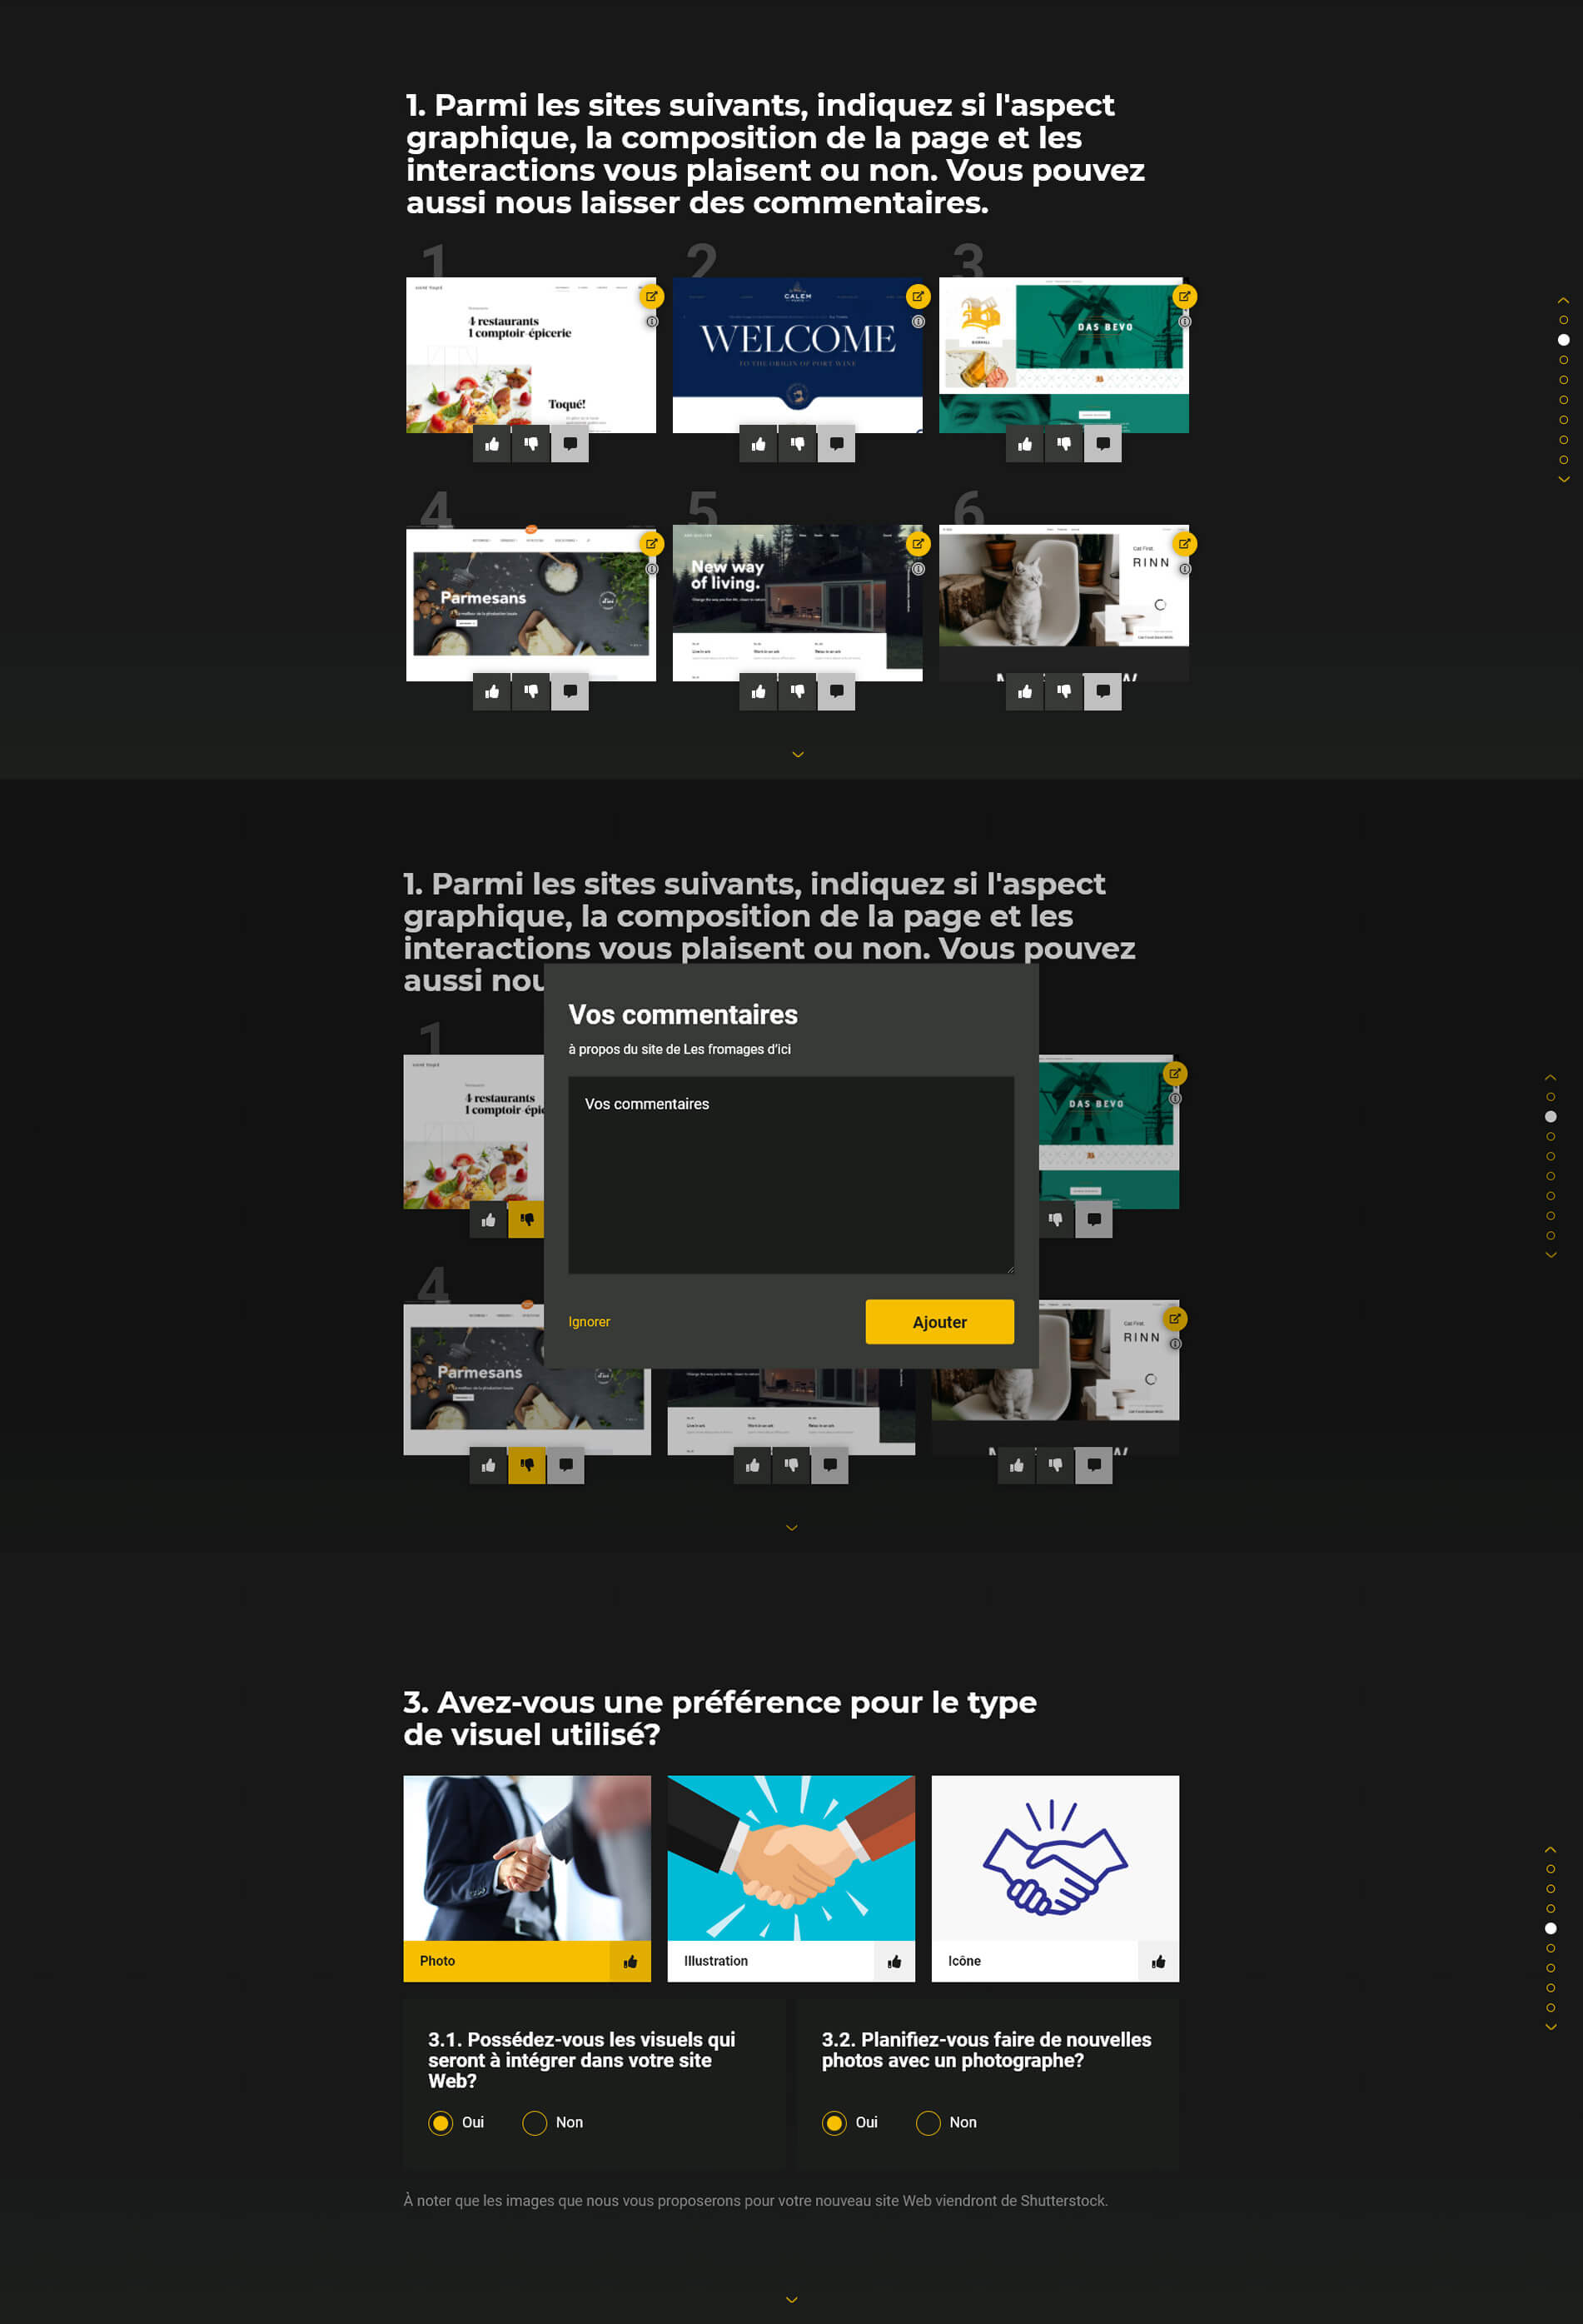 1. Parmi les sites suivants, indiquez si l'aspect
graphique, la composition de la page et les
interactions vous plaisent ou non. Vous pouvez
aussi nous laisser des commentaires.
1
2
3
4 restaurants
1 comptoir-épicerie
Toqué!
CALEM
WELCOME
TO THE ORIGIN OF PORT WINE
DAS BEVO
4
5
6
Parmesans
New way
of living.
Cat First
RINN
1. Parmi les sites suivants, indiquez si l'aspect
graphique, la composition de la page et les
interactions vous plaisent ou non. Vous pouvez
aussi nou
Vos commentaires
à propos du site de Les fromages d'ici
Vos commentaires
Ignorer
Ajouter
1
4 restaurants
1 comptoir-épic
DAS BEVO
4
Parmesans
Cat First
RINN
3. Avez-vous une préférence pour le type
de visuel utilisé?
Photo
Illustration
Icône
3.1. Possédez-vous les visuels qui
seront à intégrer dans votre site
Web?
Oui
Non
3.2. Planifiez-vous faire de nouvelles
photos avec un photographe?
Oui
Non
À noter que les images que nous vous proposerons pour votre nouveau site Web viendront de Shutterstock.